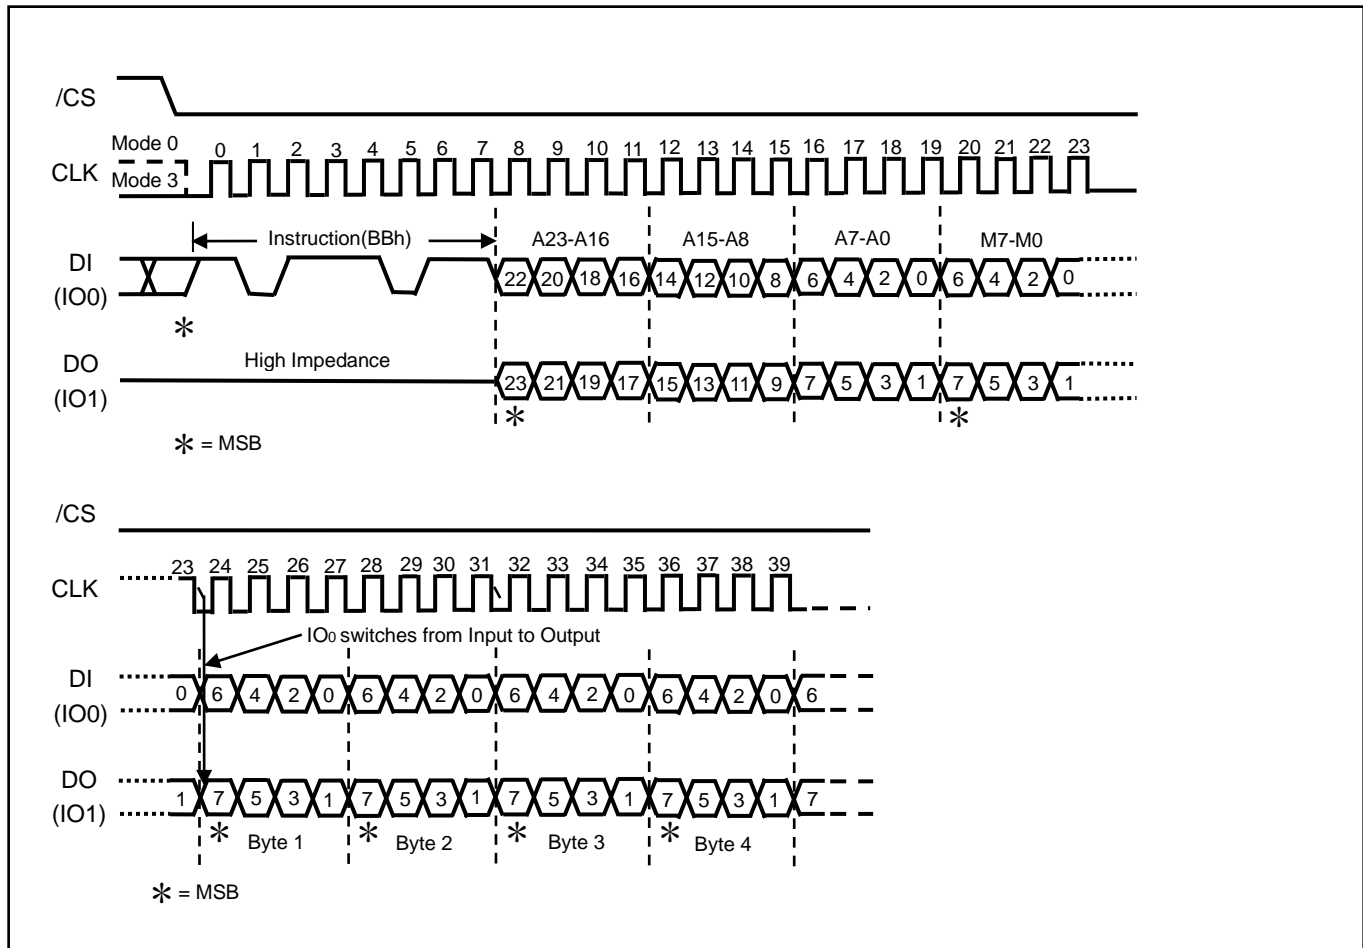 /CS
Mode 0
CLK
Mode 3
0 1 2 3 4 5 6 7 8 9 10 11 12 13 14 15 16 17 18 19 20 21 22 23
Instruction(BBh) A23-A16 A15-A8 A7-A0 M7-M0
DI
(IO0)
22 20 18 16 14 12 10 8 6 4 2 0 6 4 2 0
*
DO
(IO1)
High Impedance
23 21 19 17 15 13 11 9 7 5 3 1 7 5 3 1
* *
* = MSB
/CS
CLK
23 24 25 26 27 28 29 30 31 32 33 34 35 36 37 38 39
IO0 switches from Input to Output
DI
(IO0)
0 6 4 2 0 6 4 2 0 6 4 2 0 6 4 2 0 6
DO
(IO1)
1 7 5 3 1 7 5 3 1 7 5 3 1 7 5 3 1 7
* Byte 1 * Byte 2 * Byte 3 * Byte 4
* = MSB